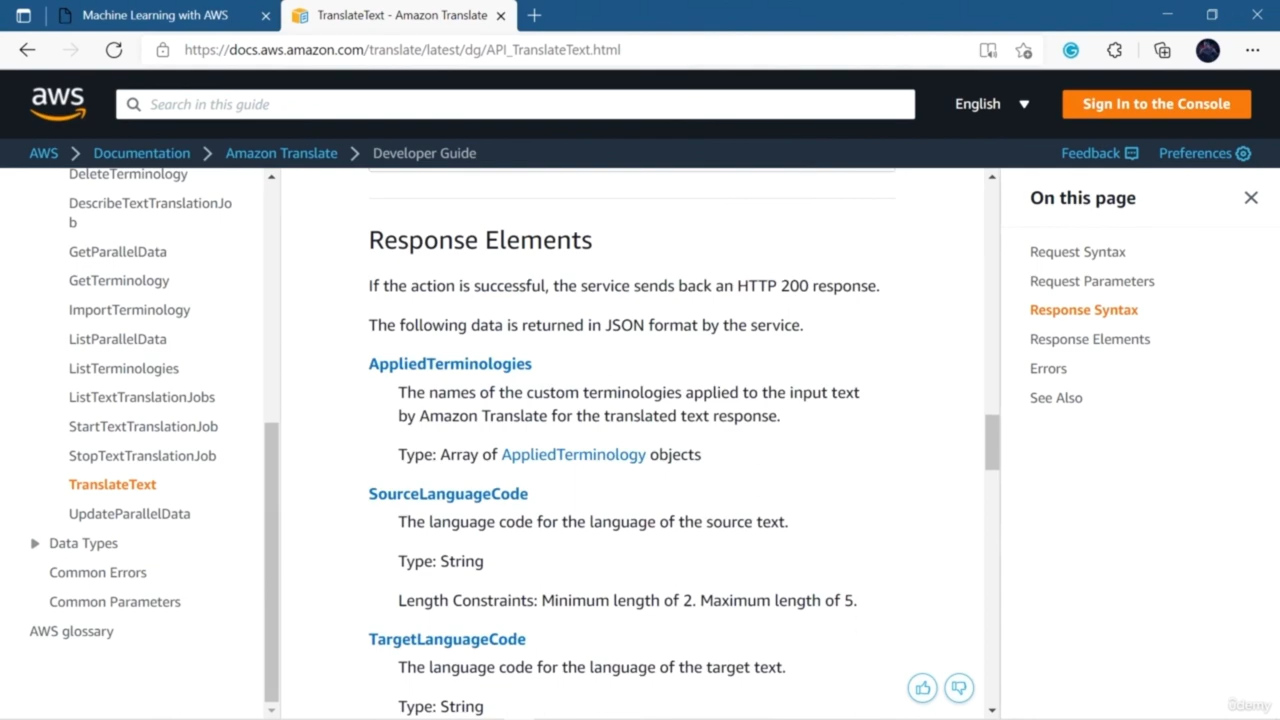 Machine Learning with AWS
TranslateText - Amazon Translate
https://docs.aws.amazon.com/translate/latest/dg/API_TranslateText.html
aws
Search in this guide
English
Sign In to the Console
AWS > Documentation > Amazon Translate > Developer Guide
Feedback
Preferences
DeleteTerminology
DescribeTextTranslationJo
b
GetParallelData
GetTerminology
ImportTerminology
ListParallelData
ListTerminologies
ListTextTranslationJobs
StartTextTranslationJob
StopTextTranslationJob
TranslateText
UpdateParallelData
Data Types
Common Errors
Common Parameters
AWS glossary
Response Elements
If the action is successful, the service sends back an HTTP 200 response.
The following data is returned in JSON format by the service.
AppliedTerminologies
The names of the custom terminologies applied to the input text
by Amazon Translate for the translated text response.
Type: Array of AppliedTerminology objects
SourceLanguageCode
The language code for the language of the source text.
Type: String
Length Constraints: Minimum length of 2. Maximum length of 5.
TargetLanguageCode
The language code for the language of the target text.
Type: String
On this page
Request Syntax
Request Parameters
Response Syntax
Response Elements
Errors
See Also
ûdemy